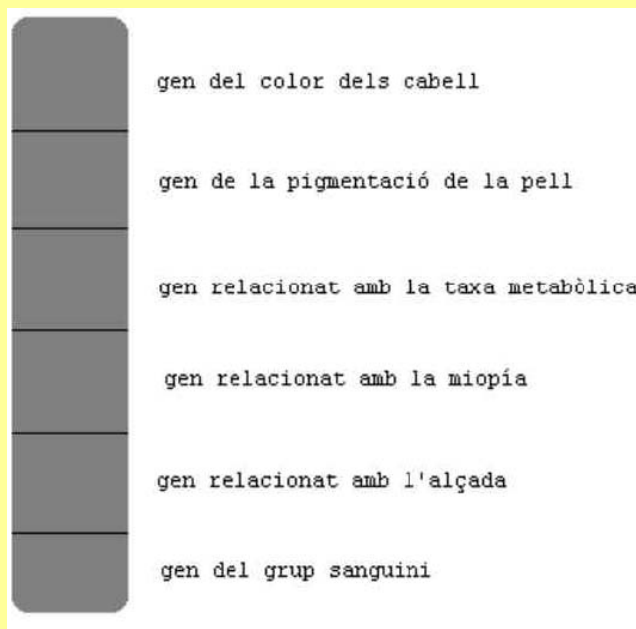 gen del color dels cabell
gen de la pigmentació de la pell
gen relacionat amb la taxa metabòlica
gen relacionat amb la miopía
gen relacionat amb l'alçada
gen del grup sanguini